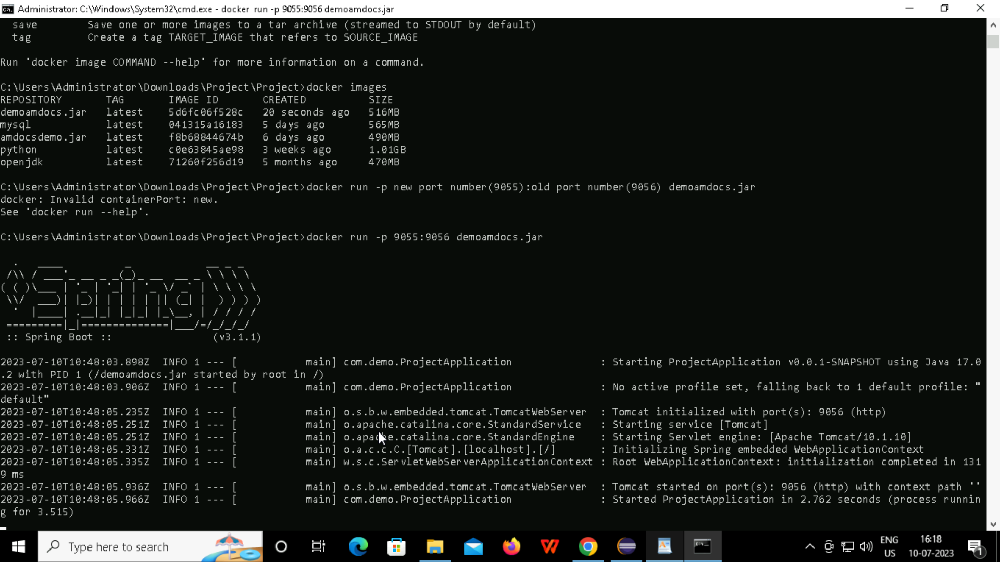 Administrator: C:\Windows\System32\cmd.exe - docker run -p 9055:9056 demoamdocs.jar
save Save one or more images to a tar archive (streamed to STDOUT by default)
tag Create a tag TARGET_IMAGE that refers to SOURCE_IMAGE
Run 'docker image COMMAND --help' for more information on a command.
C:\Users\Administrator\Downloads\Project\Project>docker images
REPOSITORY TAG IMAGE ID CREATED SIZE
demoamdocs.jar latest 5d6fc06f528c 20 seconds ago 516MB
mysql latest 041315a16183 5 days ago 565MB
amdocsdemo.jar latest f8b68844674b 6 days ago 490MB
python latest c0e63845ae98 3 weeks ago 1.01GB
openjdk latest 71260f256d19 5 months ago 470MB
C:\Users\Administrator\Downloads\Project\Project>docker run -p new port number(9055):old port number(9056) demoamdocs.jar
docker: Invalid containerPort: new.
See 'docker run --help'.
C:\Users\Administrator\Downloads\Project\Project>docker run -p 9055:9056 demoamdocs.jar
Spring
:: Spring Boot :: (v3.1.1)
2023-07-10T10:48:03.898Z INFO 1 --- [ main] com.demo.ProjectApplication : Starting ProjectApplication v0.0.1-SNAPSHOT using Java 17.0
.2 with PID 1 (/demoamdocs.jar started by root in /)
2023-07-10T10:48:03.906Z INFO 1 --- [ main] com.demo.ProjectApplication : No active profile set, falling back to 1 default profile: "
default"
2023-07-10T10:48:05.235Z INFO 1 --- [ main] o.s.b.w.embedded.tomcat.TomcatWebServer : Tomcat initialized with port(s): 9056 (http)
2023-07-10T10:48:05.251Z INFO 1 --- [ main] o.apache.catalina.core.StandardService : Starting service [Tomcat]
2023-07-10T10:48:05.251Z INFO 1 --- [ main] o.apache.catalina.core.StandardEngine : Starting Servlet engine: [Apache Tomcat/10.1.10]
2023-07-10T10:48:05.331Z INFO 1 --- [ main] o.a.c.c.C.[Tomcat].[localhost].[/] : Initializing Spring embedded WebApplicationContext
2023-07-10T10:48:05.335Z INFO 1 --- [ main] w.s.c.ServletWebServerApplicationContext : Root WebApplicationContext: initialization completed in 131
9 ms
2023-07-10T10:48:05.936Z INFO 1 --- [ main] o.s.b.w.embedded.tomcat.TomcatWebServer : Tomcat started on port(s): 9056 (http) with context path ''
2023-07-10T10:48:05.966Z INFO 1 --- [ main] com.demo.ProjectApplication : Started ProjectApplication in 2.762 seconds (process runnin
g for 3.515)
Type here to search
ENG
US
16:18
10-07-2023
1